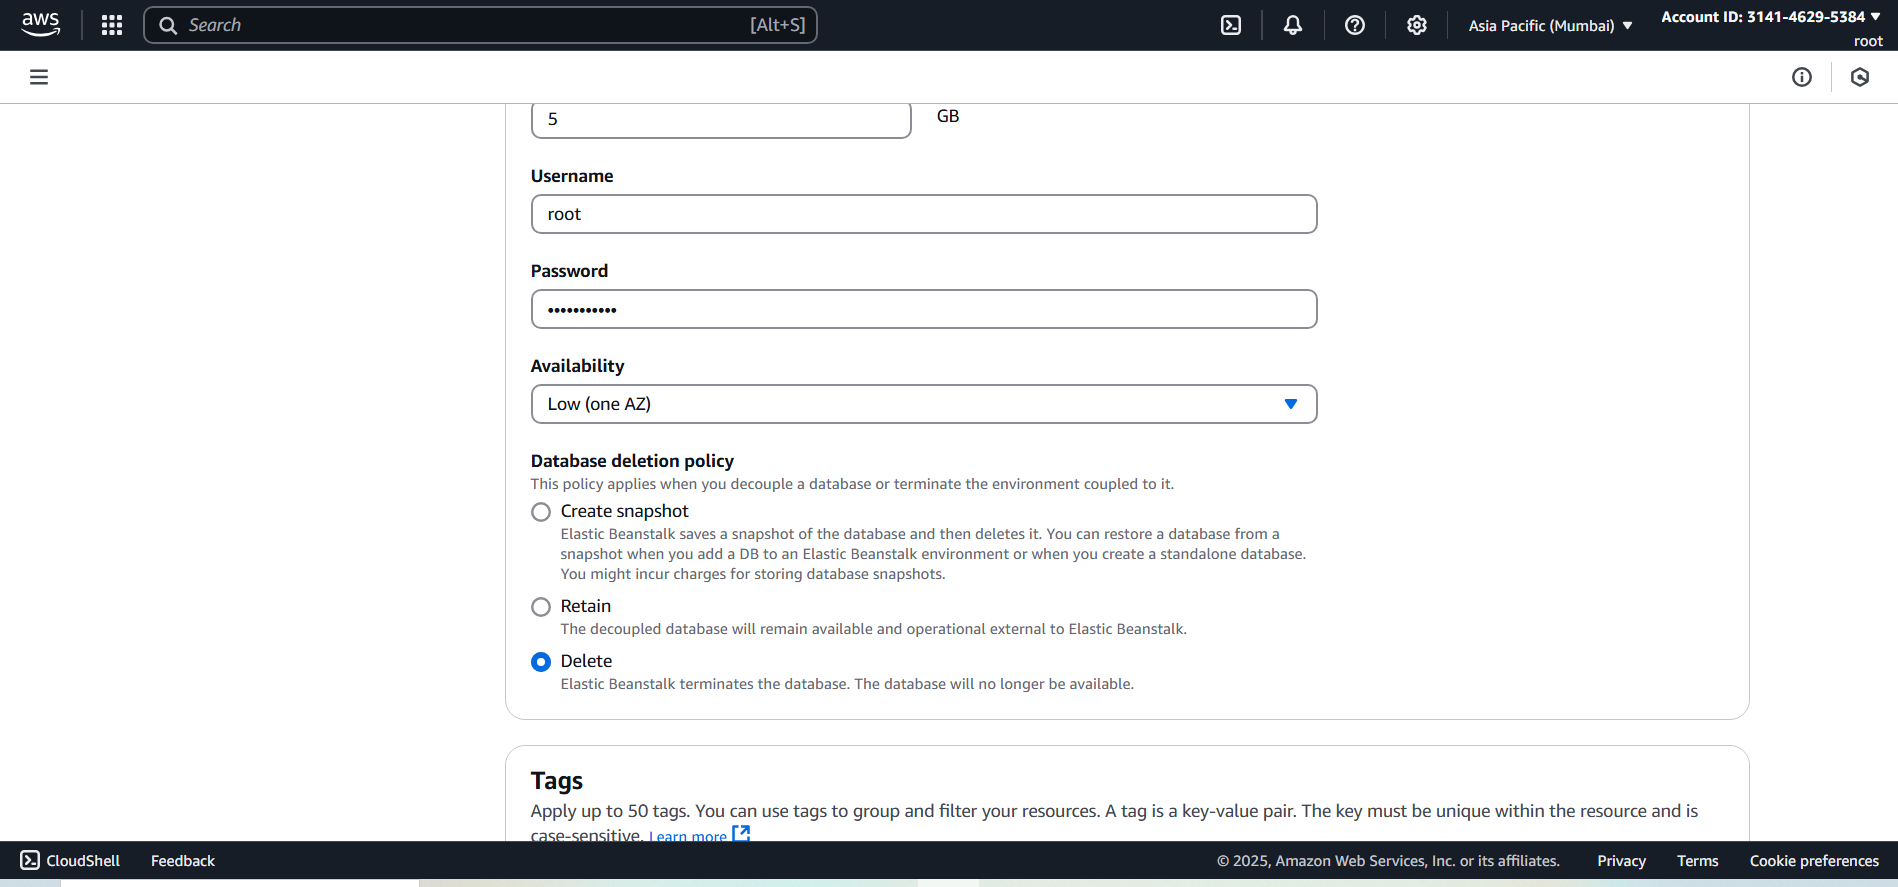 aws
Search [Alt+S]
Asia Pacific (Mumbai)
Account ID: 3141-4629-5384
root
5 GB
Username
root
Password
•••••••••••
Availability
Low (one AZ)
Database deletion policy
This policy applies when you decouple a database or terminate the environment coupled to it.
Create snapshot
Elastic Beanstalk saves a snapshot of the database and then deletes it. You can restore a database from a
snapshot when you add a DB to an Elastic Beanstalk environment or when you create a standalone database.
You might incur charges for storing database snapshots.
Retain
The decoupled database will remain available and operational external to Elastic Beanstalk.
Delete
Elastic Beanstalk terminates the database. The database will no longer be available.
Tags
Apply up to 50 tags. You can use tags to group and filter your resources. A tag is a key-value pair. The key must be unique within the resource and is
case-sensitive. Learn more
CloudShell Feedback © 2025, Amazon Web Services, Inc. or its affiliates. Privacy Terms Cookie preferences